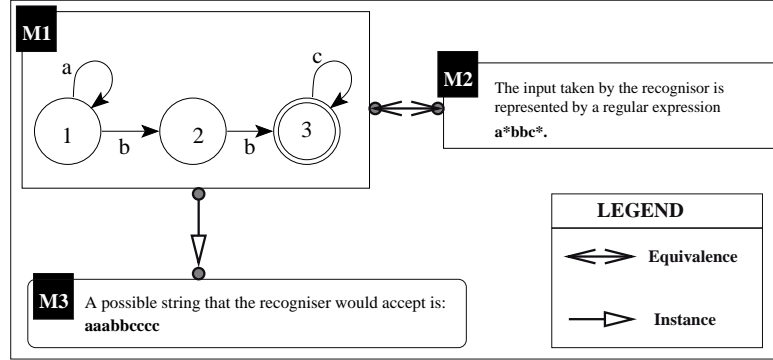 M1
a
c
1
2
3
b
b
M2
The input taken by the recognisor is
represented by a regular expression
a*bbc*.
M3
A possible string that the recogniser would accept is:
aaabbcccc
LEGEND
Equivalence
Instance